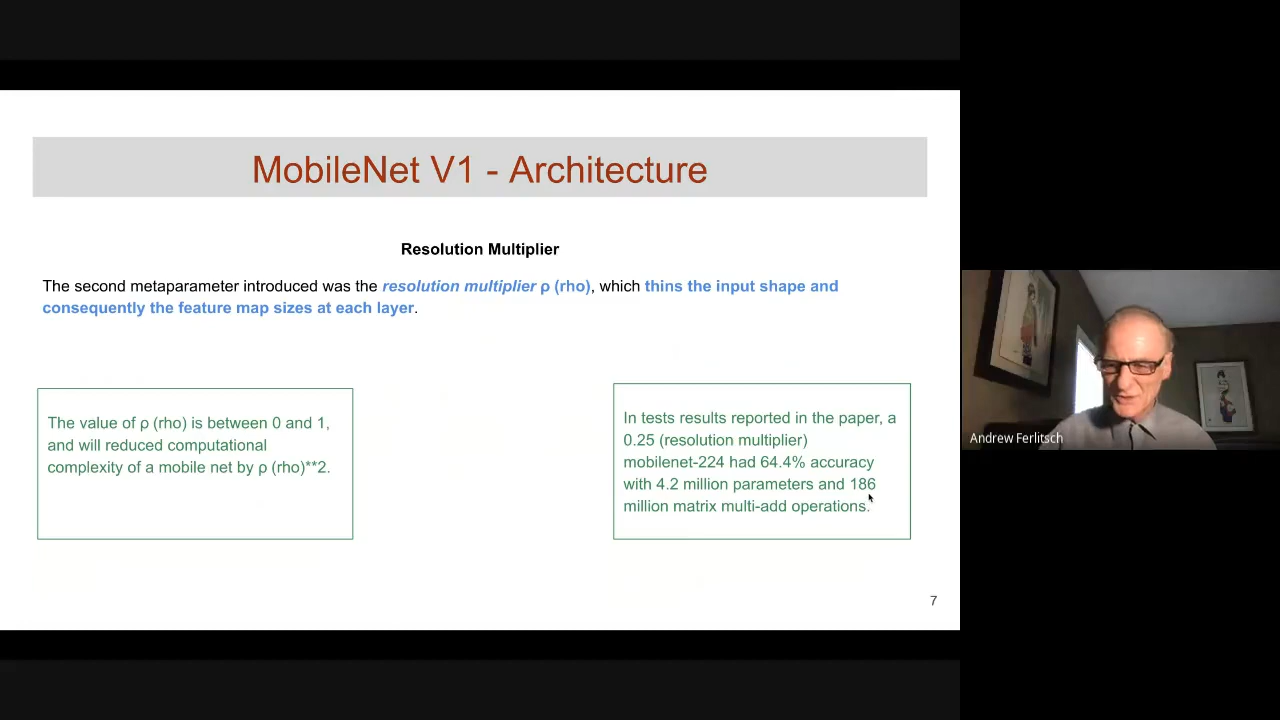 MobileNet V1 - Architecture
Resolution Multiplier
The second metaparameter introduced was the resolution multiplier ρ (rho), which thins the input shape and
consequently the feature map sizes at each layer.
The value of ρ (rho) is between 0 and 1,
and will reduced computational
complexity of a mobile net by ρ (rho)**2.
In tests results reported in the paper, a
0.25 (resolution multiplier)
mobilenet-224 had 64.4% accuracy
with 4.2 million parameters and 186
million matrix multi-add operations.
7
Andrew Ferlitsch